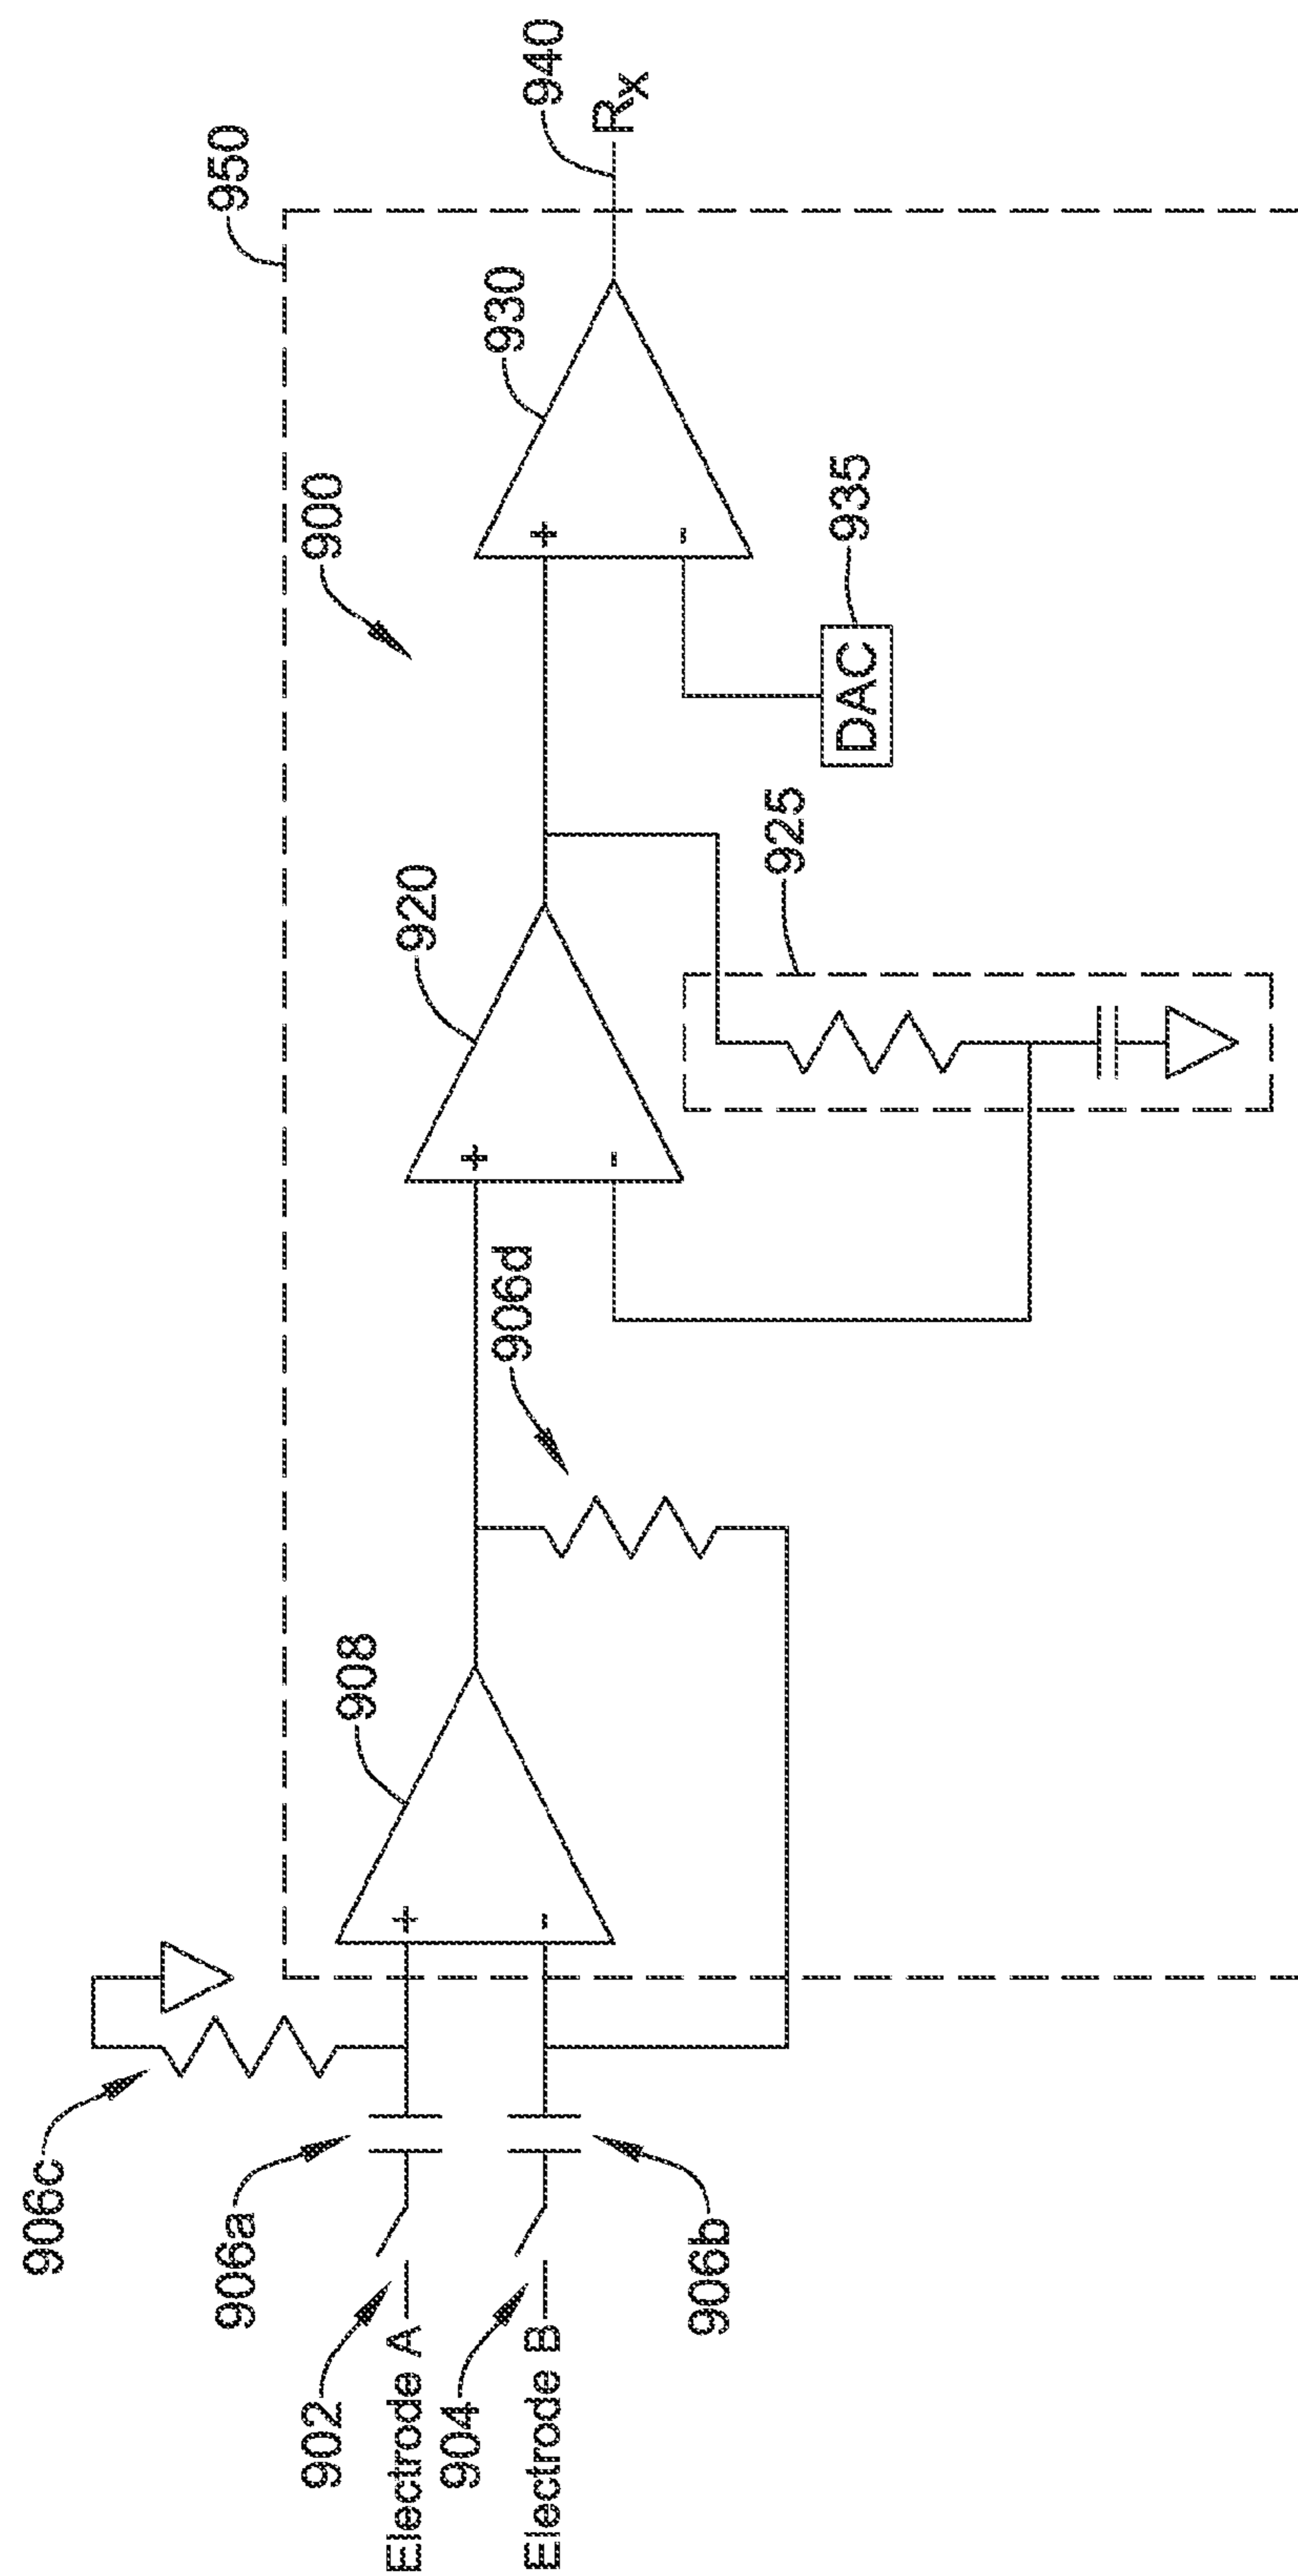 906c
906a
902
Electrode A
904
Electrode B
906b
+
-
908
906d
+
-
920
925
900
+
-
930
DAC
935
950
940
Rx